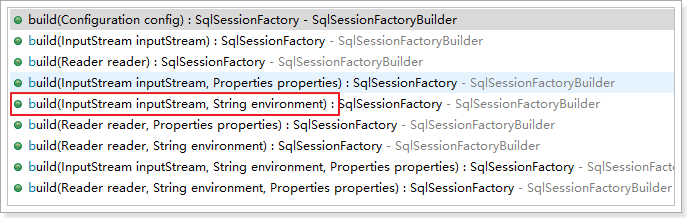 build(Configuration config) : SqlSessionFactory - SqlSessionFactoryBuilder
build(InputStream inputStream) : SqlSessionFactory - SqlSessionFactoryBuilder
build(Reader reader) : SqlSessionFactory - SqlSessionFactoryBuilder
build(InputStream inputStream, Properties properties) : SqlSessionFactory - SqlSessionFactoryBuilder
build(InputStream inputStream, String environment) : SqlSessionFactory - SqlSessionFactoryBuilder
build(Reader reader, Properties properties) : SqlSessionFactory - SqlSessionFactoryBuilder
build(Reader reader, String environment) : SqlSessionFactory - SqlSessionFactoryBuilder
build(InputStream inputStream, String environment, Properties properties) : SqlSessionFactory - SqlSessionFactoryBuilder
build(Reader reader, String environment, Properties properties) : SqlSessionFactory - SqlSessionFactoryBuilder